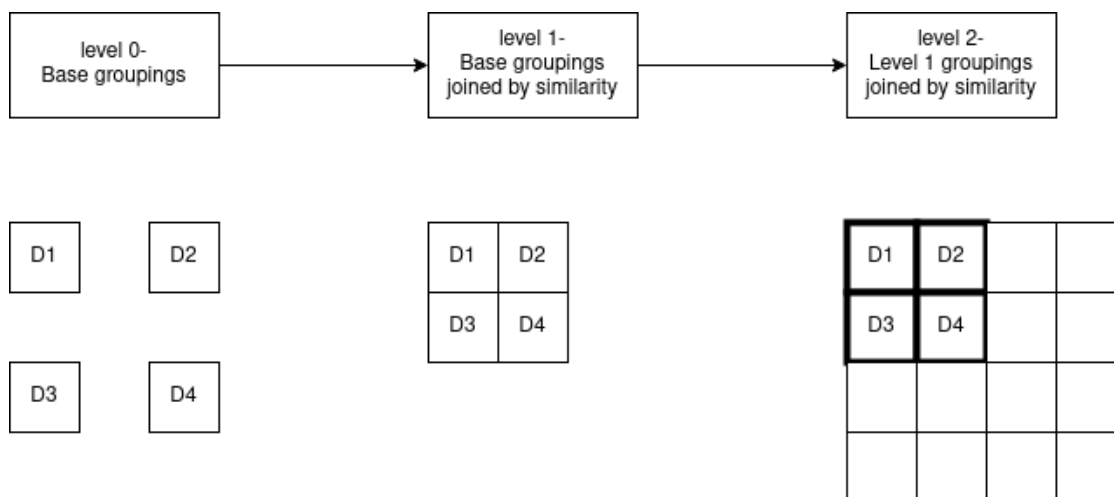 level 0-
Base groupings
level 1-
Base groupings
joined by similarity
level 2-
Level 1 groupings
joined by similarity
D1
D2
D1
D2
D1
D2
D3
D4
D3
D4
D3
D4